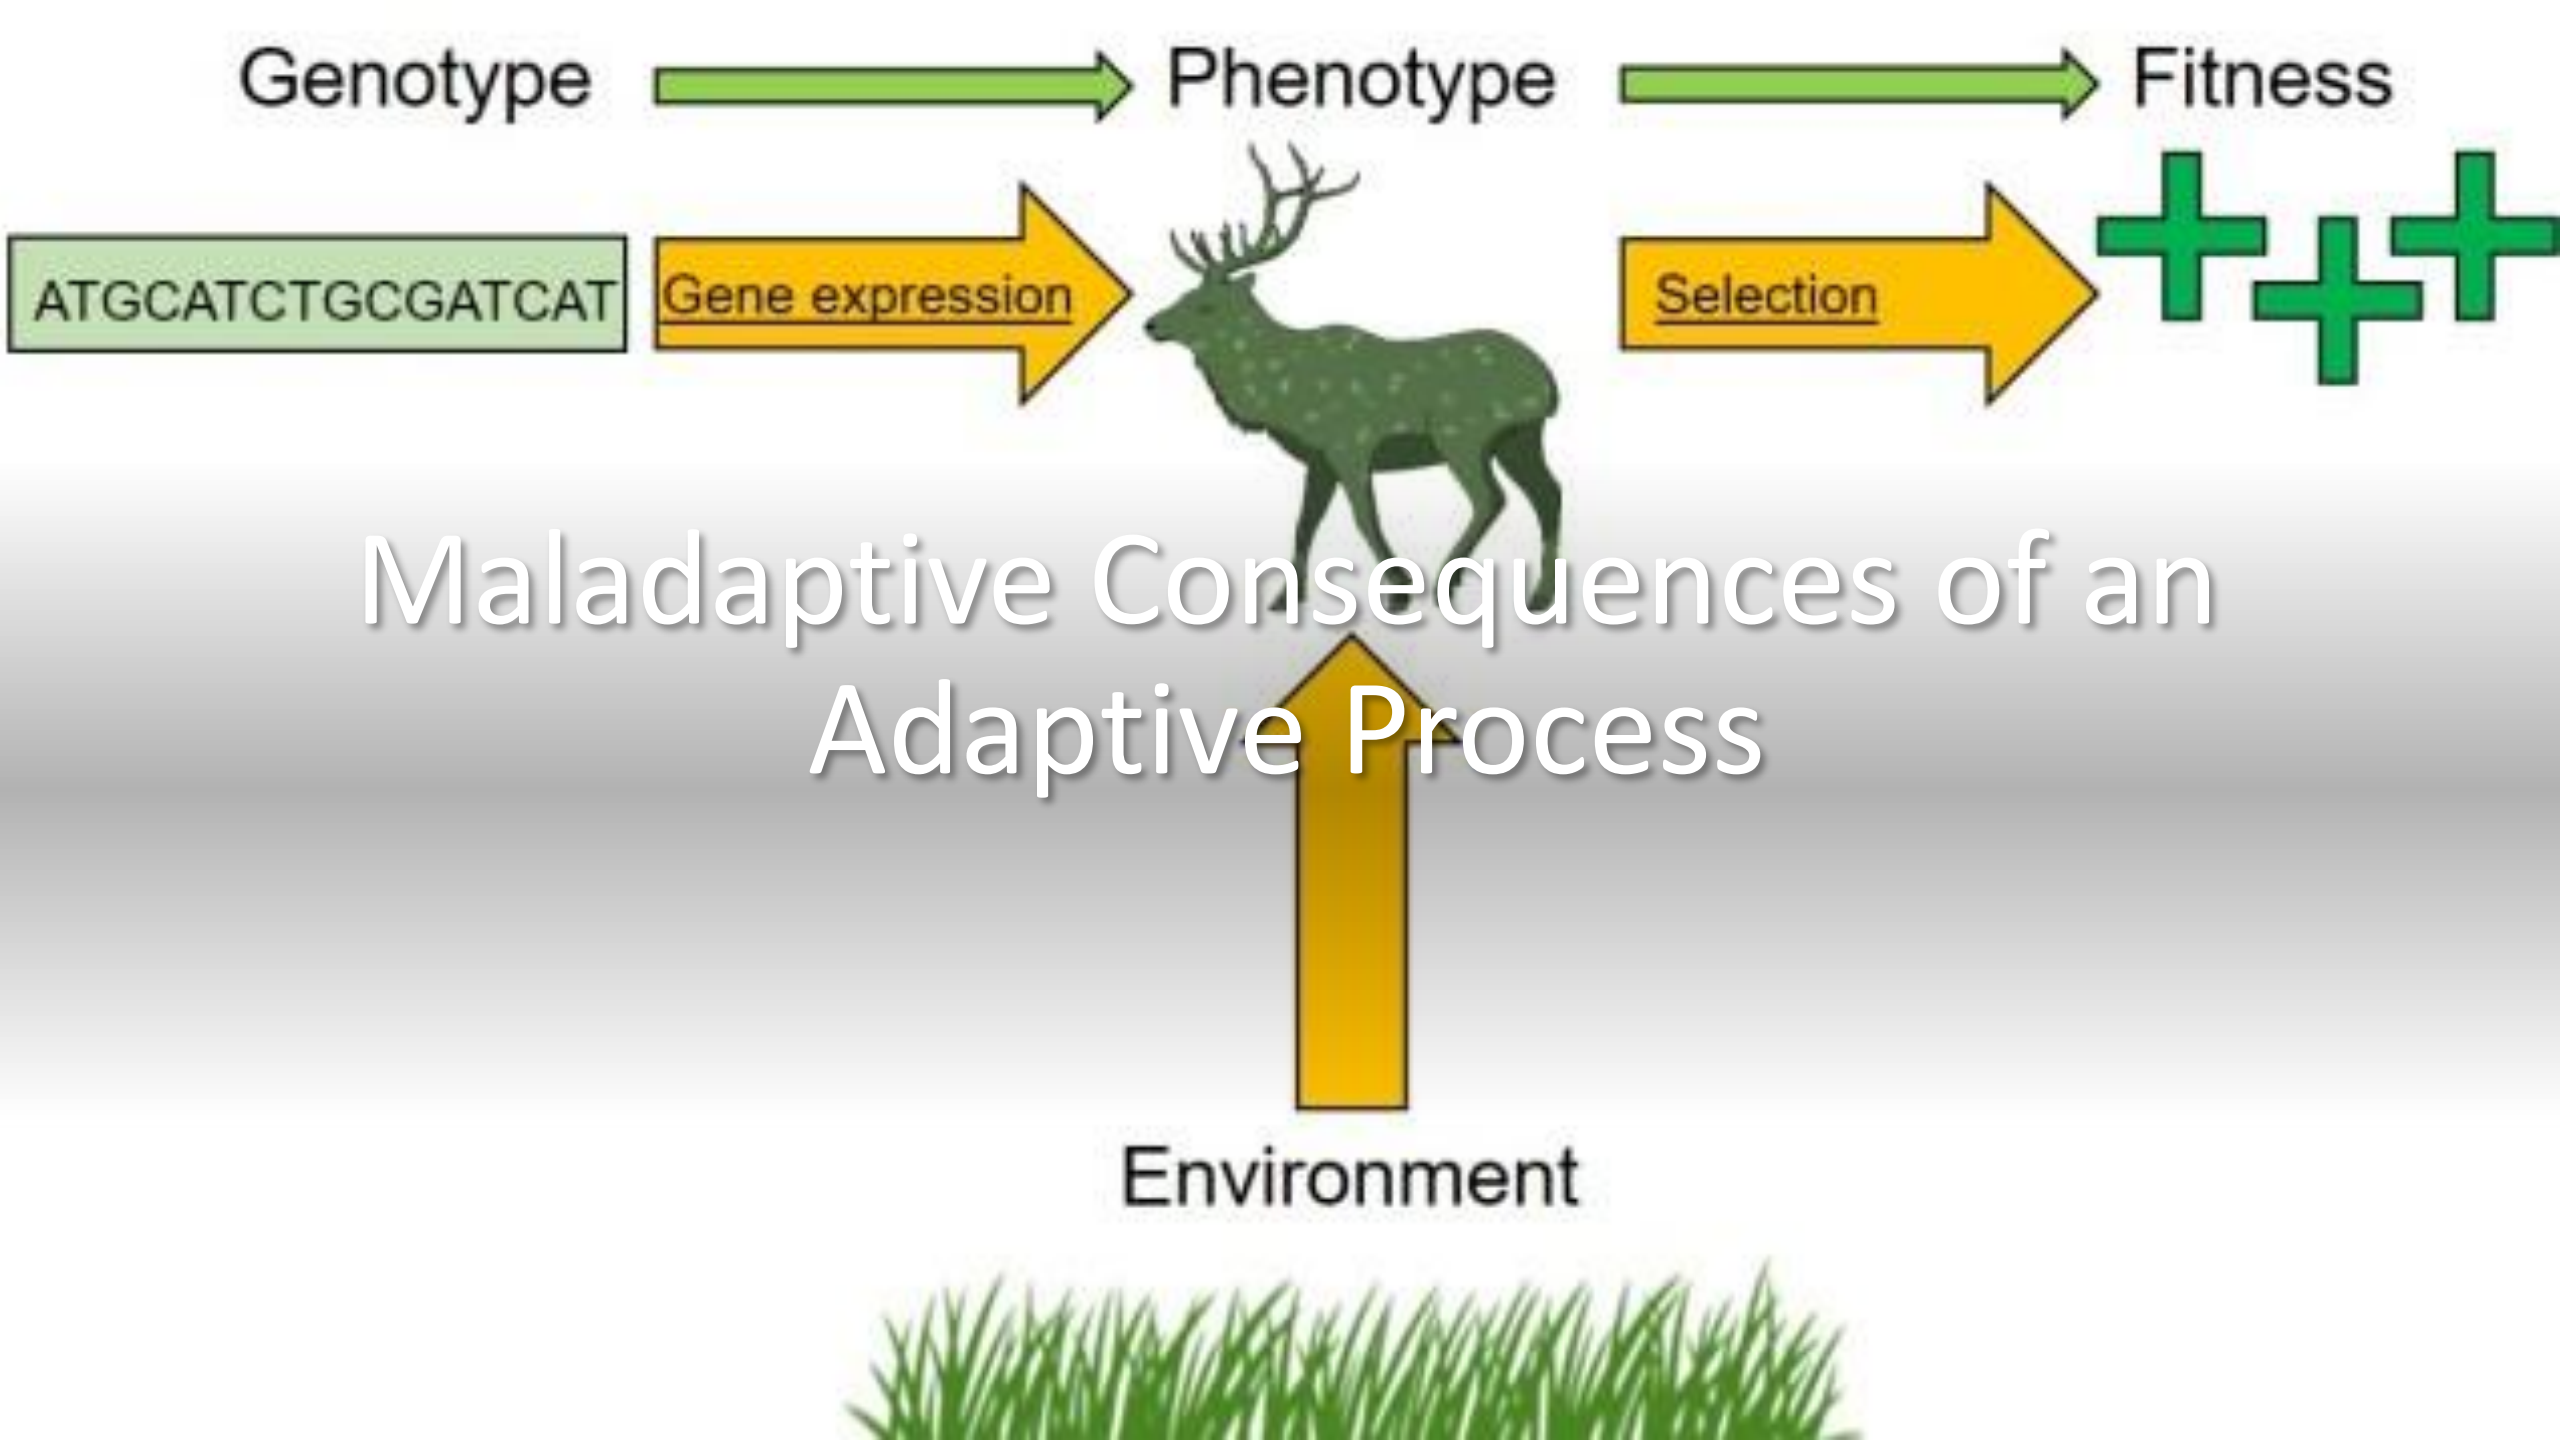 Genotype Phenotype Fitness
ATGCATCTGCGATCAT Gene expression Selection
Maladaptive Consequences of an
Adaptive Process
Environment